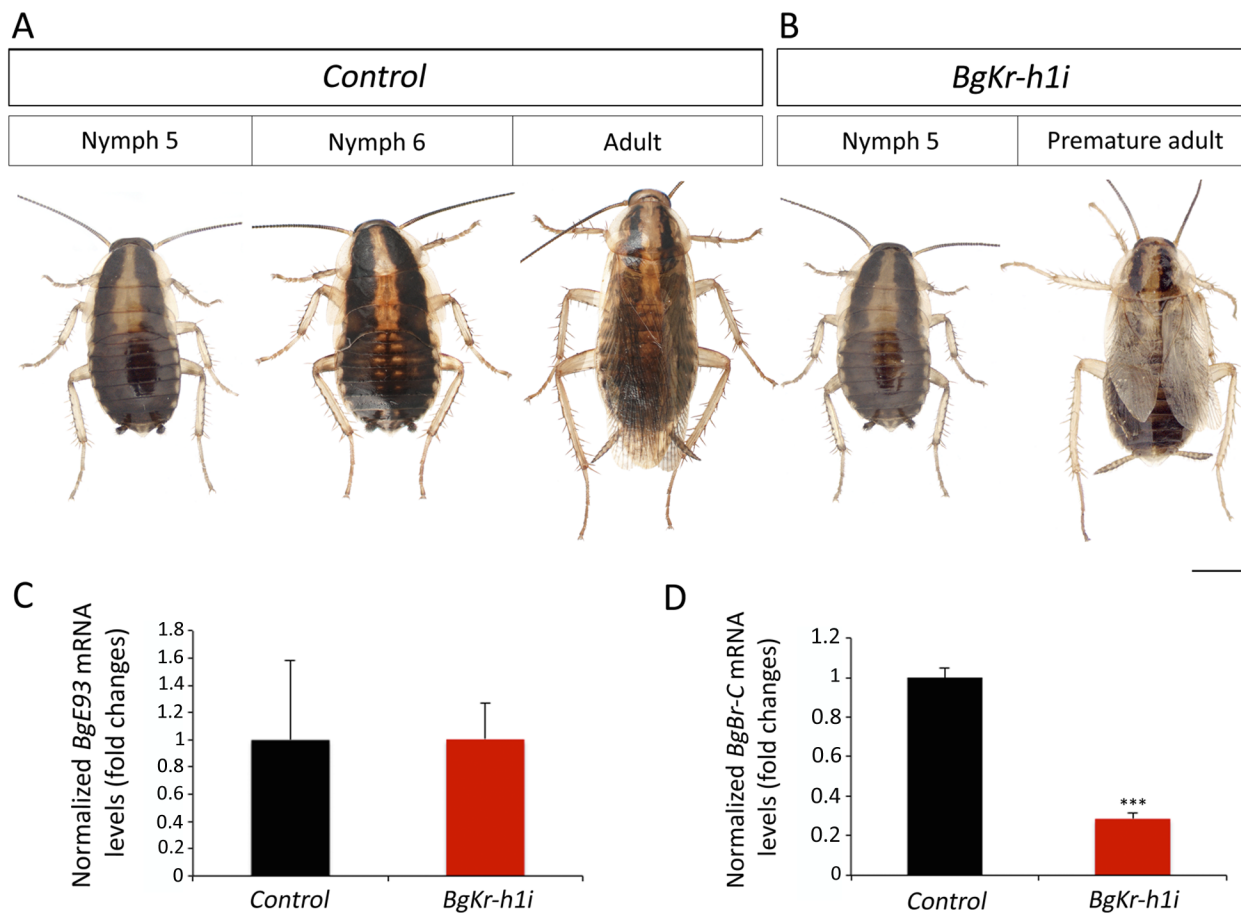 A
B
Control
BgKr-h1i
Nymph 5
Nymph 6
Adult
Nymph 5
Premature adult
C
Normalized BgE93 mRNA
levels (fold changes)
1.8
1.6
1.4
1.2
1
0.8
0.6
0.4
0.2
0
Control
BgKr-h1i
D
Normalized BgBr-C mRNA
levels (fold changes)
1.2
1
0.8
0.6
0.4
0.2
0
***
Control
BgKr-h1i